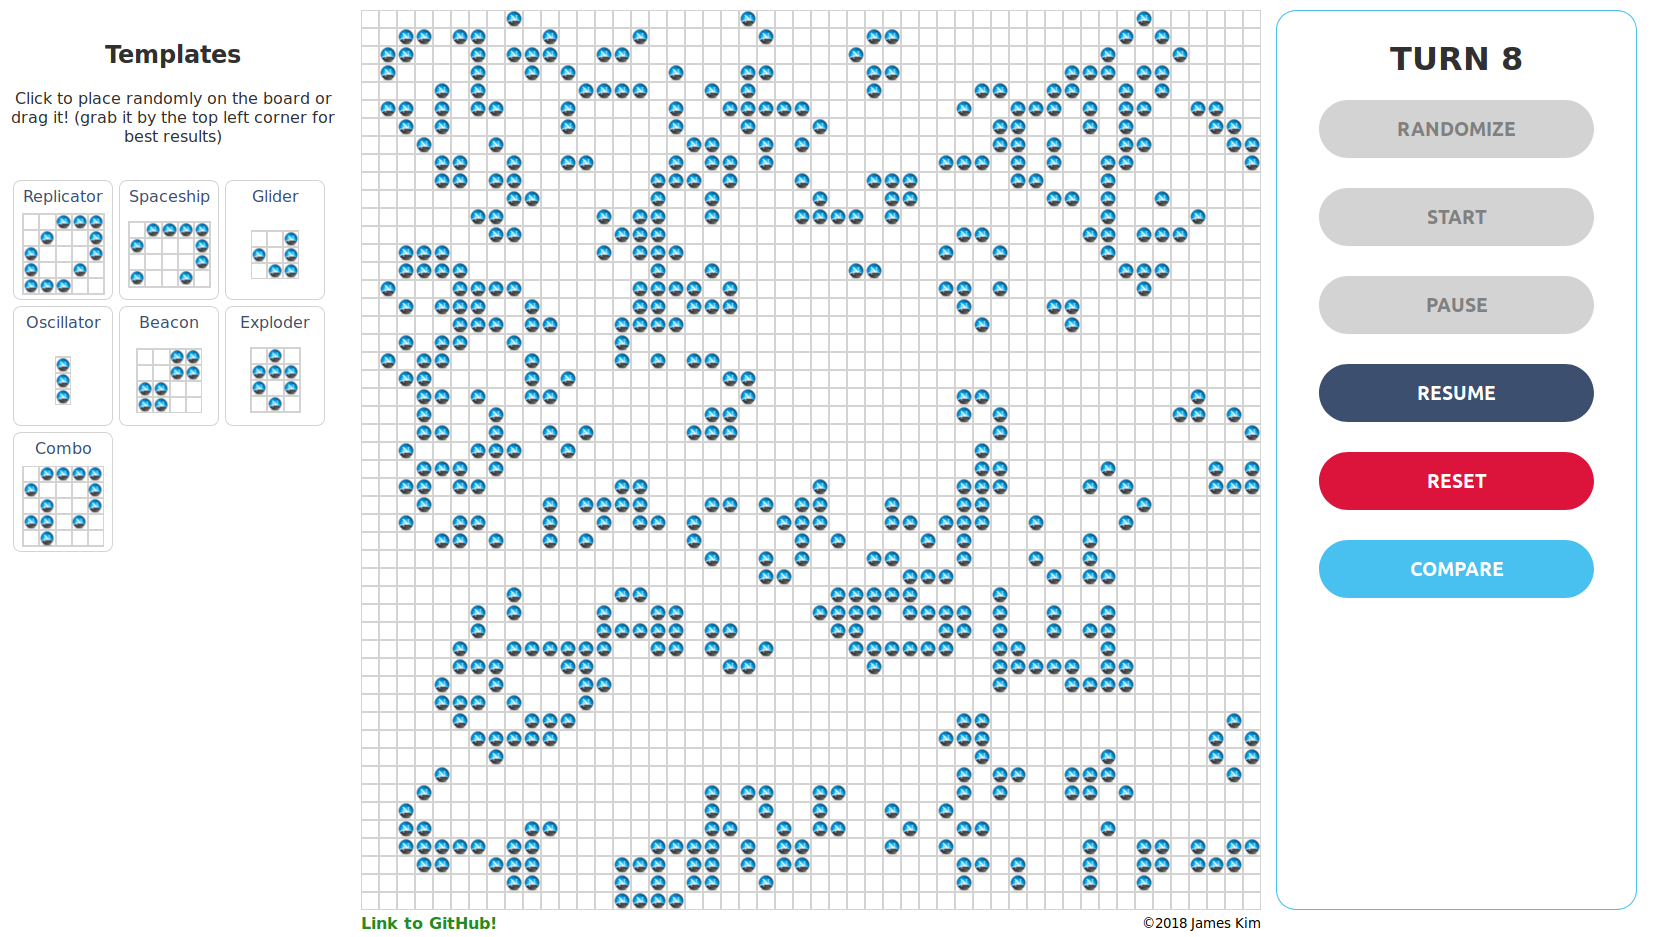 Templates
Click to place randomly on the board or
drag it! (grab it by the top left corner for
best results)
Replicator
Spaceship
Glider
Oscillator
Beacon
Exploder
Combo
Link to GitHub!
©2018 James Kim
TURN 8
RANDOMIZE
START
PAUSE
RESUME
RESET
COMPARE